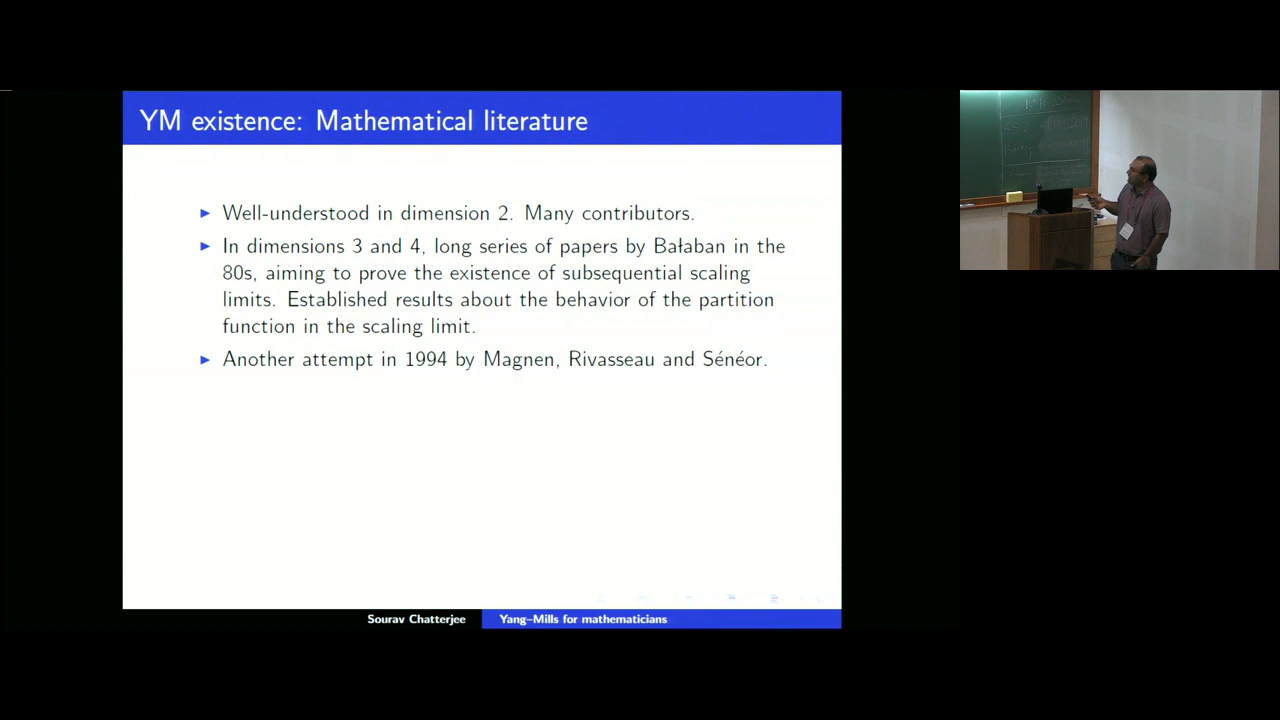 YM existence: Mathematical literature
▶ Well-understood in dimension 2. Many contributors.
▶ In dimensions 3 and 4, long series of papers by Bałaban in the
80s, aiming to prove the existence of subsequential scaling
limits. Established results about the behavior of the partition
function in the scaling limit.
▶ Another attempt in 1994 by Magnen, Rivasseau and Sénéor.
Sourav Chatterjee
Yang–Mills for mathematicians